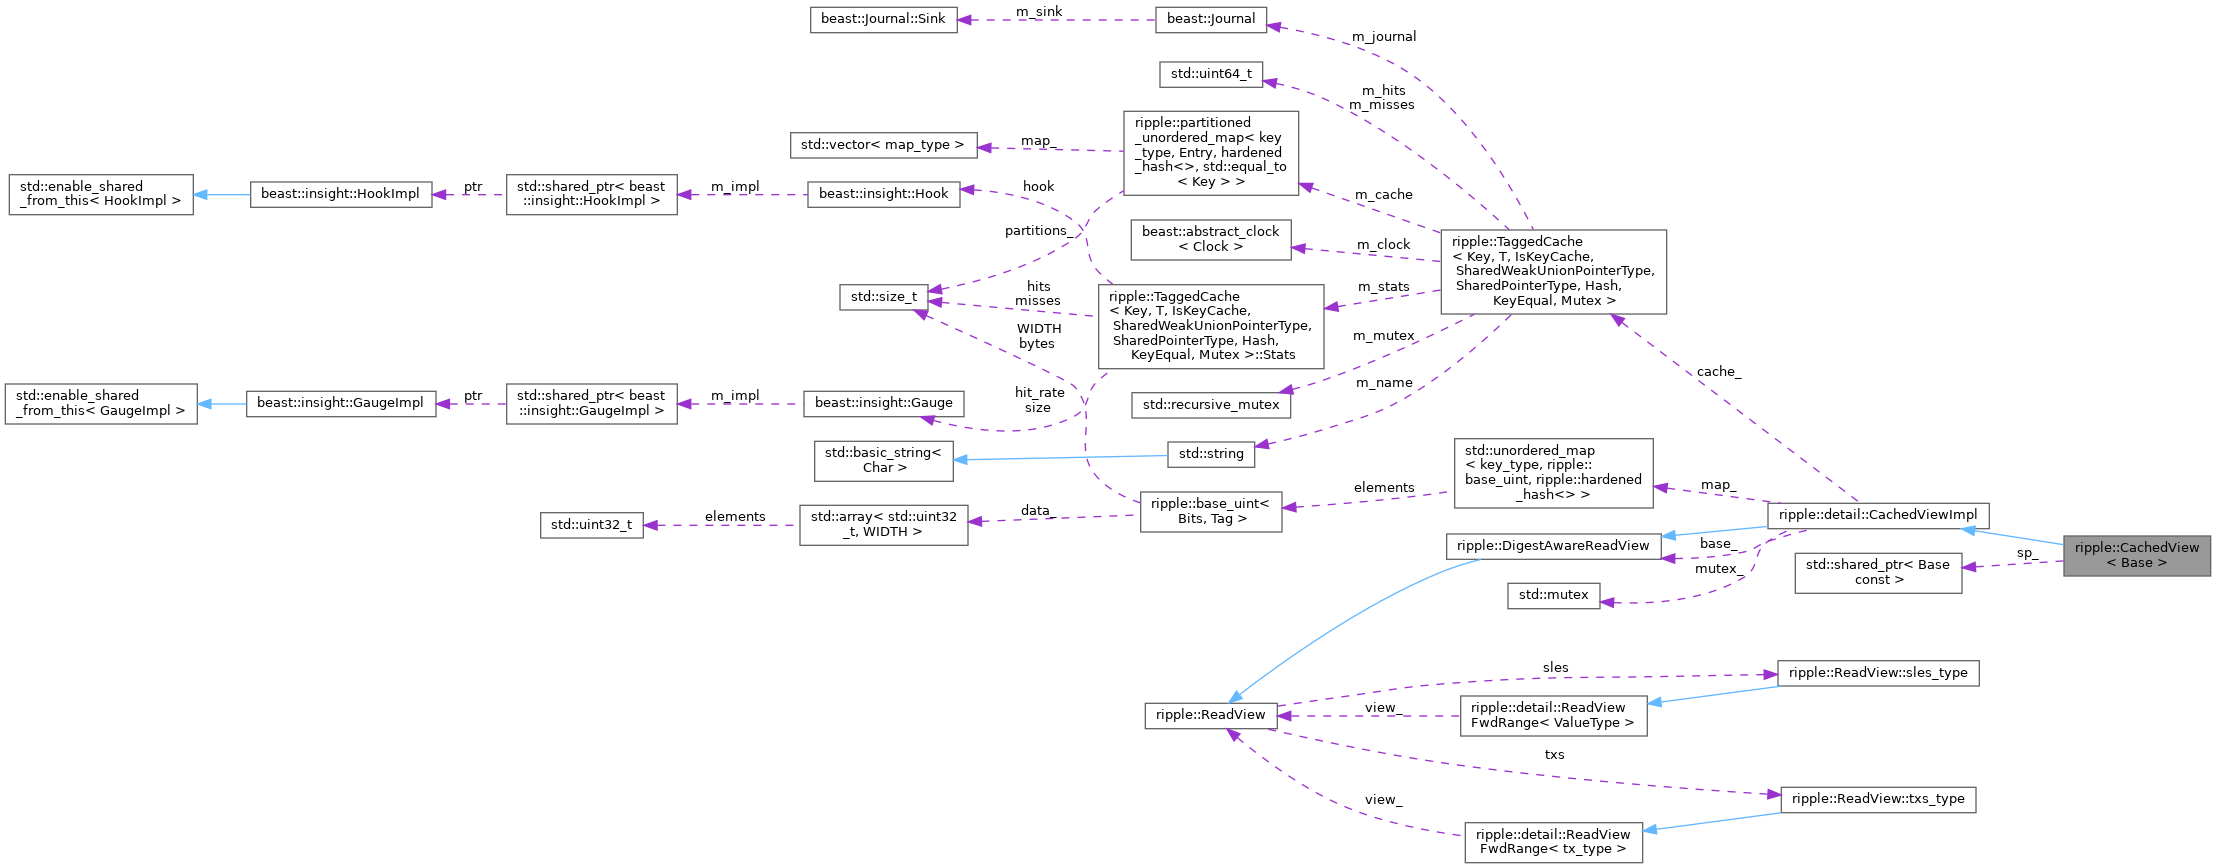 beast::Journal::Sink
m_sink
beast::Journal
m_journal
std::uint64_t
m_hits
m_misses
ripple::partitioned
_unordered_map< key
_type, Entry, hardened
_hash<>, std::equal_to
< Key > >
std::vector< map_type >
map_
m_cache
std::enable_shared
_from_this< HookImpl >
beast::insight::HookImpl
ptr
std::shared_ptr< beast
::insight::HookImpl >
m_impl
beast::insight::Hook
hook
partitions_
beast::abstract_clock
< Clock >
m_clock
ripple::TaggedCache
< Key, T, IsKeyCache,
SharedWeakUnionPointerType,
SharedPointerType, Hash,
KeyEqual, Mutex >
std::size_t
hits
misses
WIDTH
bytes
ripple::TaggedCache
< Key, T, IsKeyCache,
SharedWeakUnionPointerType,
SharedPointerType, Hash,
KeyEqual, Mutex >::Stats
m_stats
m_mutex
m_name
cache_
std::enable_shared
_from_this< GaugeImpl >
beast::insight::GaugeImpl
ptr
std::shared_ptr< beast
::insight::GaugeImpl >
m_impl
beast::insight::Gauge
hit_rate
size
std::recursive_mutex
std::basic_string<
Char >
std::string
std::unordered_map
< key_type, ripple::
base_uint, ripple::hardened
_hash<> >
elements
map_
ripple::base_uint<
Bits, Tag >
data_
std::array< std::uint32
_t, WIDTH >
elements
std::uint32_t
ripple::detail::CachedViewImpl
ripple::DigestAwareReadView
base_
mutex_
std::shared_ptr< Base
const >
sp_
ripple::CachedView
< Base >
std::mutex
sles
ripple::ReadView::sles_type
ripple::ReadView
view_
ripple::detail::ReadView
FwdRange< ValueType >
txs
ripple::ReadView::txs_type
view_
ripple::detail::ReadView
FwdRange< tx_type >